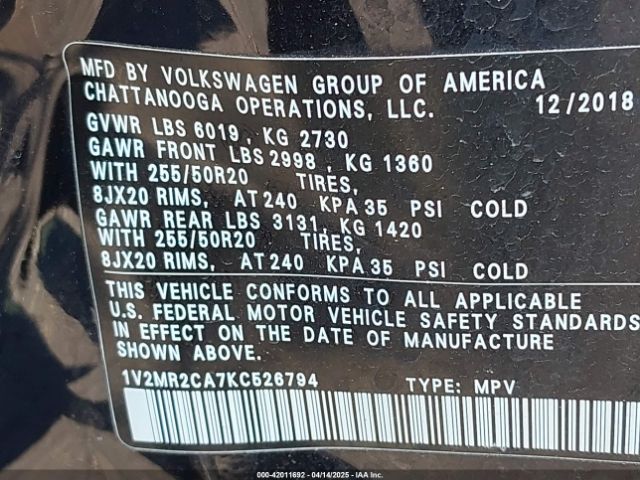 MFD BY VOLKSWAGEN GROUP OF AMERICA
CHATTANOOGA OPERATIONS, LLC. 12/2018
GVWR LBS 6019, KG 2730
GAWR FRONT LBS 2998, KG 1360
WITH 255/50R20 TIRES,
8JX20 RIMS, AT 240 KPA 35 PSI COLD
GAWR REAR LBS 3131, KG 1420
WITH 255/50R20 TIRES,
8JX20 RIMS, AT 240 KPA 35 PSI COLD
THIS VEHICLE CONFORMS TO ALL APPLICABLE
U.S. FEDERAL MOTOR VEHICLE SAFETY STANDARDS
IN EFFECT ON THE DATE OF MANUFACTURE
SHOWN ABOVE.
1V2MR2CA7KC526794 TYPE: MPV
000-42011692 - 04/14/2025 - IAAI.COM